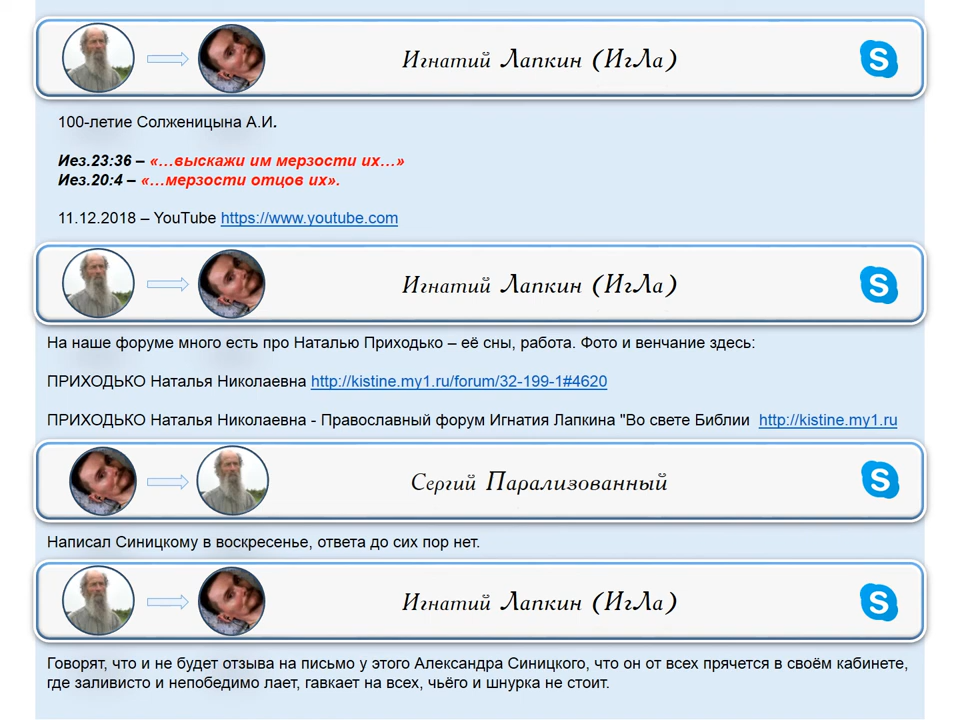 Игнатий Лапкин (ИгЛа)
S
100-летие Солженицына А.И.
Иез.23:36 – «…выскажи им мерзости их…»
Иез.20:4 – «…мерзости отцов их».
11.12.2018 – YouTube https://www.youtube.com
Игнатий Лапкин (ИгЛа)
S
На наше форуме много есть про Наталью Приходько – её сны, работа. Фото и венчание здесь:
ПРИХОДЬКО Наталья Николаевна http://kistine.my1.ru/forum/32-199-1#4620
ПРИХОДЬКО Наталья Николаевна - Православный форум Игнатия Лапкина "Во свете Библии http://kistine.my1.ru
Сергий Парализованный
S
Написал Синицкому в воскресенье, ответа до сих пор нет.
Игнатий Лапкин (ИгЛа)
S
Говорят, что и не будет отзыва на письмо у этого Александра Синицкого, что он от всех прячется в своём кабинете,
где заливисто и непобедимо лает, гавкает на всех, чьёго и шнурка не стоит.